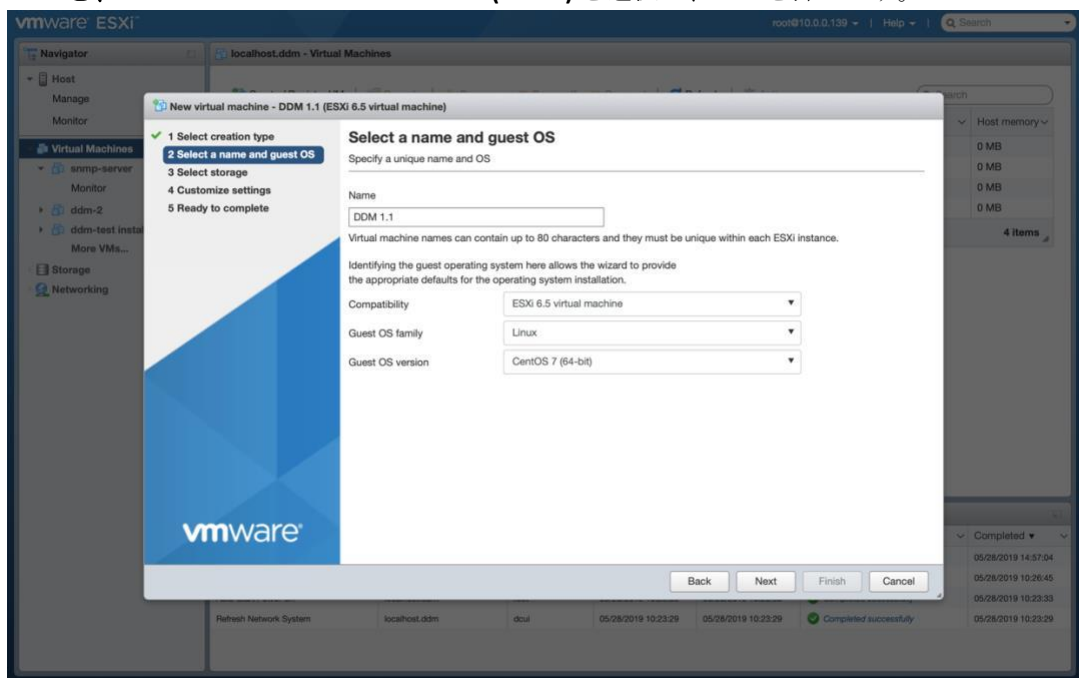 vmware ESXi
root@10.0.0.139 | Help | Search
Navigator
localhost.ddm - Virtual Machines
Host
Manage
Monitor
Virtual Machines
snmp-server
Monitor
ddm-2
ddm-test instal
More VMs...
Storage
Networking
New virtual machine - DDM 1.1 (ESXi 6.5 virtual machine)
1 Select creation type
2 Select a name and guest OS
3 Select storage
4 Customize settings
5 Ready to complete
Select a name and guest OS
Specify a unique name and OS
Name
DDM 1.1
Virtual machine names can contain up to 80 characters and they must be unique within each ESXi instance.
Identifying the guest operating system here allows the wizard to provide
the appropriate defaults for the operating system installation.
Compatibility
ESXi 6.5 virtual machine
Guest OS family
Linux
Guest OS version
CentOS 7 (64-bit)
vmware
Back Next Finish Cancel
Host memory
0 MB
0 MB
0 MB
0 MB
4 items
Completed
05/28/2019 14:57:04
05/28/2019 10:26:45
05/28/2019 10:23:33
Refresh Network System localhost.ddm dcui 05/28/2019 10:23:29 05/28/2019 10:23:29 Completed successfully 05/28/2019 10:23:29